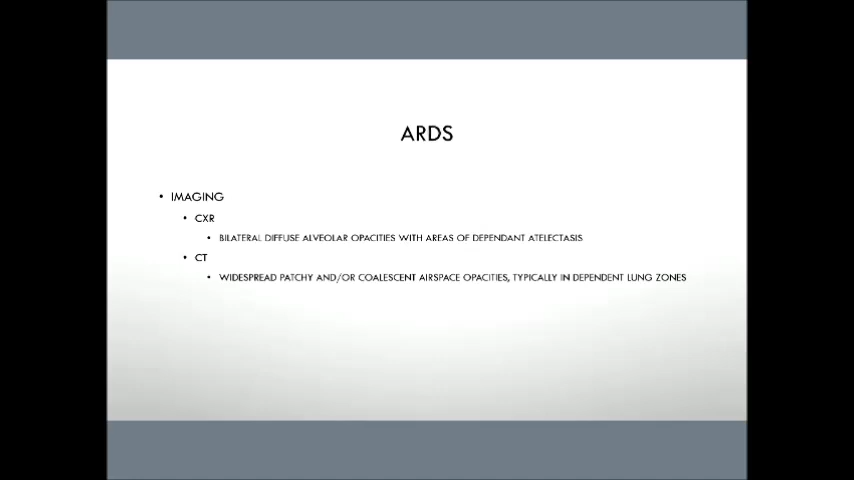 ARDS
• IMAGING
• CXR
• BILATERAL DIFFUSE ALVEOLAR OPACITIES WITH AREAS OF DEPENDANT ATELECTASIS
• CT
• WIDESPREAD PATCHY AND/OR COALESCENT AIRSPACE OPACITIES, TYPICALLY IN DEPENDENT LUNG ZONES